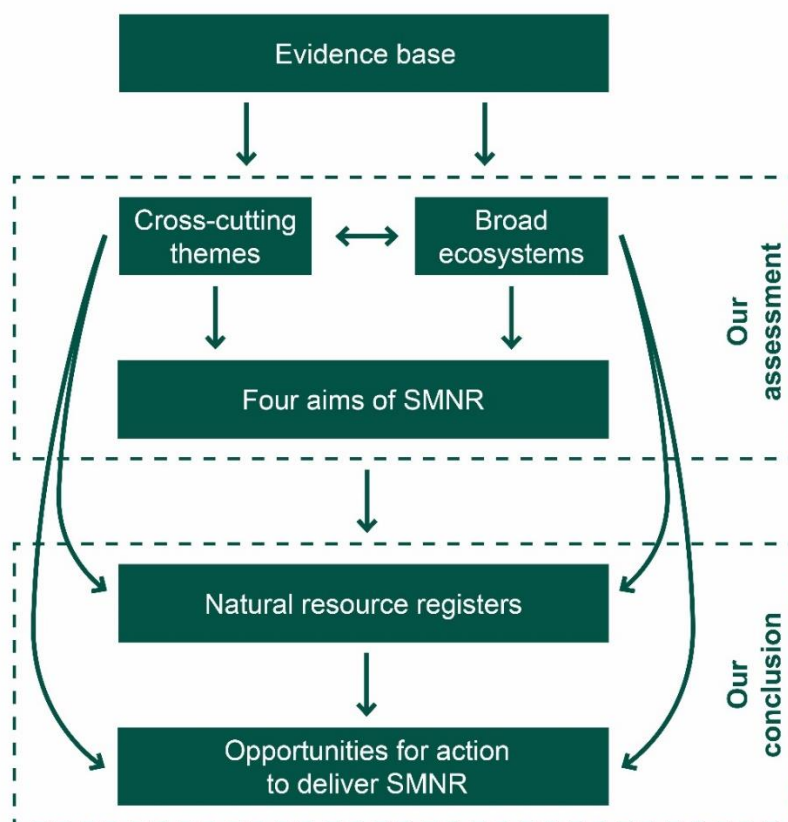 Evidence base
Cross-cutting
themes
Broad
ecosystems
Our
assessment
Four aims of SMNR
Natural resource registers
Our
conclusion
Opportunities for action
to deliver SMNR